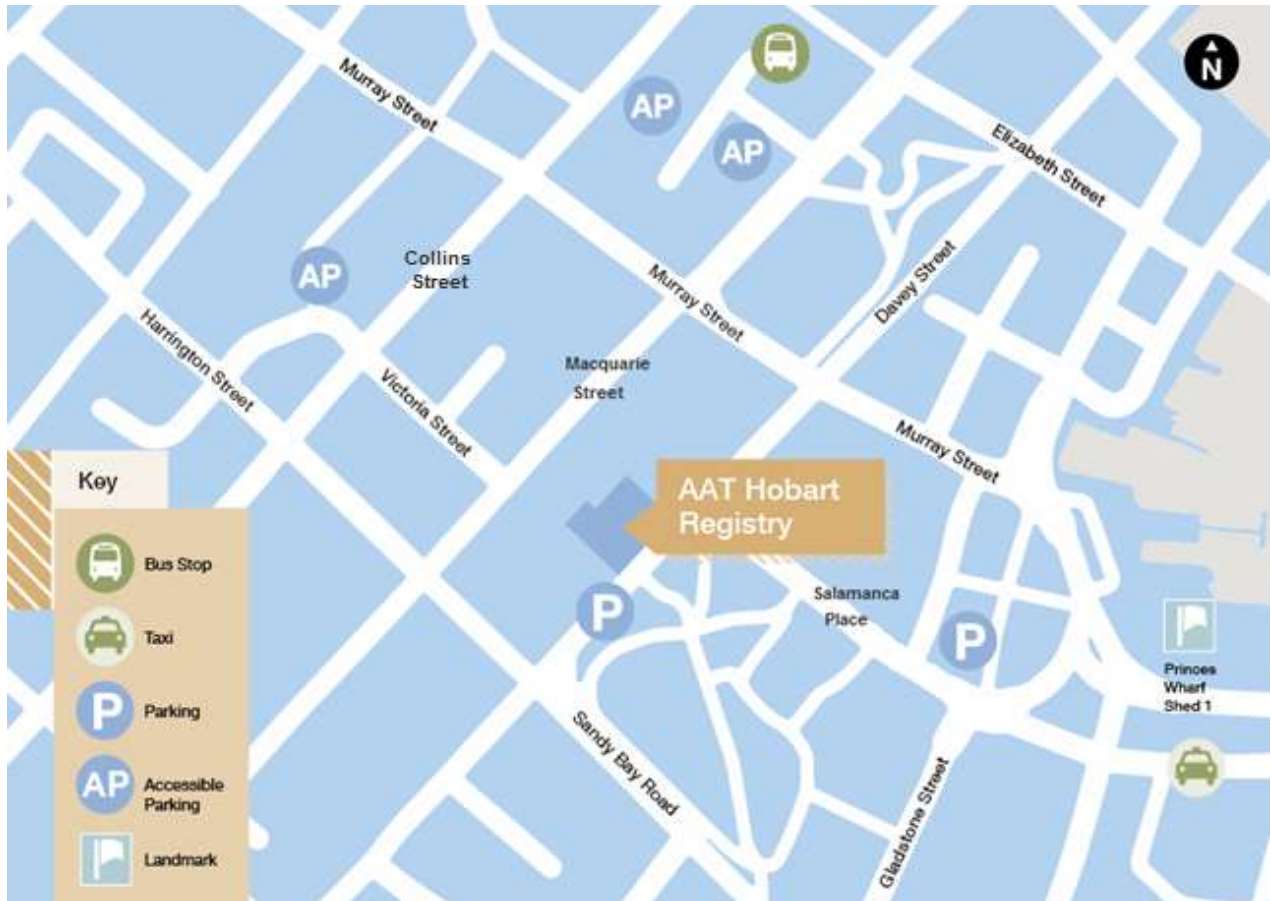 N
Murray Street
AP
AP
Elizabeth Street
Collins
Street
AP
Murray Street
Davey Street
Harrington Street
Macquarie
Street
Victoria Street
Murray Street
Key
AAT Hobart
Registry
Bus Stop
Salamanca
Place
P
P
Taxi
Princes
Wharf
Shed 1
P
Parking
Sandy Bay Road
AP
Accessible
Parking
Gladstone Street
Landmark